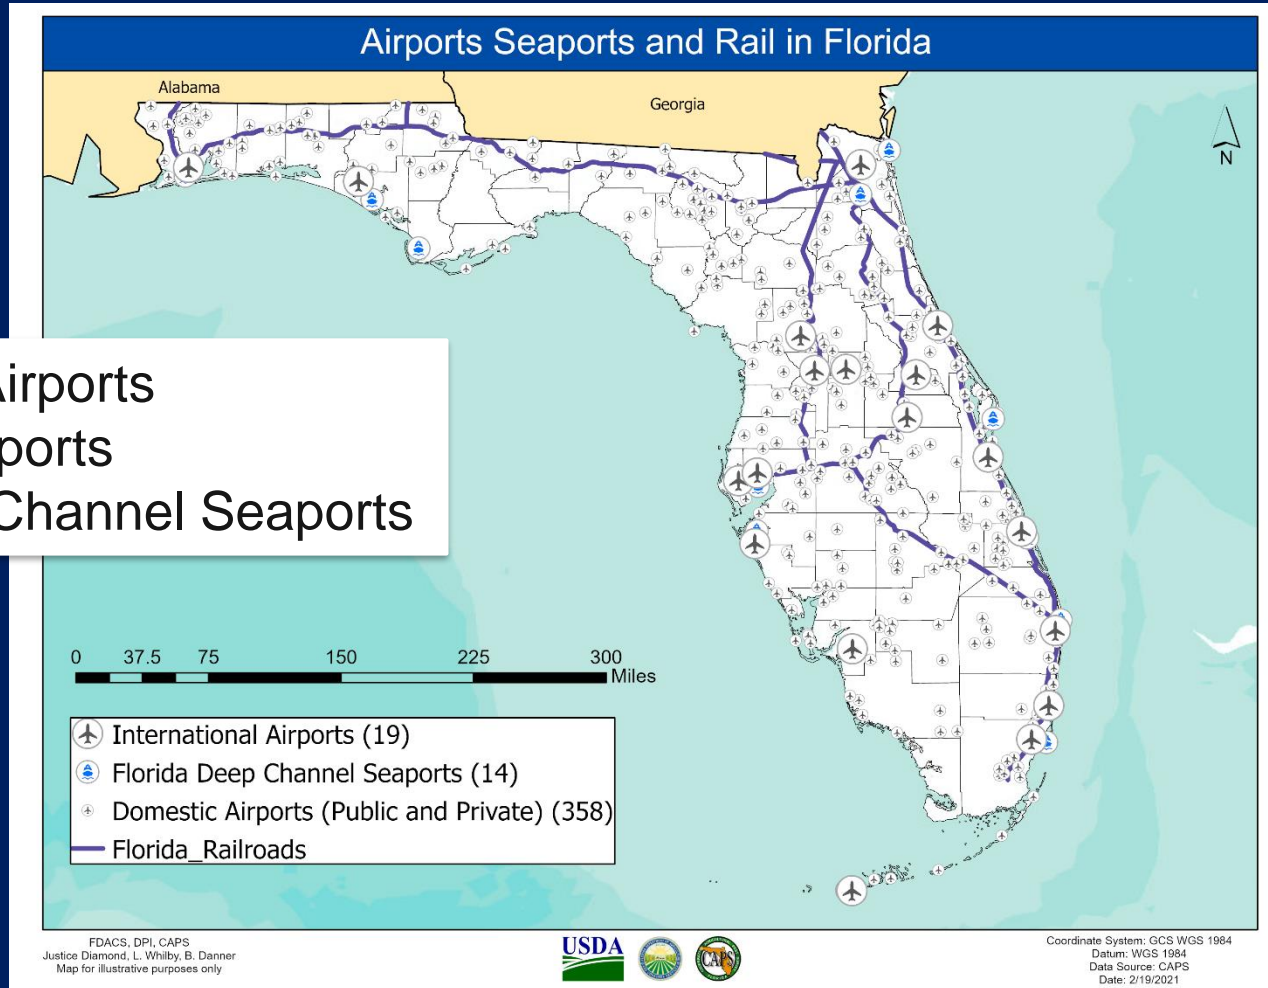 Airports Seaports and Rail in Florida
Alabama
Georgia
N
Airports
ports
Channel Seaports
0 37.5 75 150 225 300
Miles
International Airports (19)
Florida Deep Channel Seaports (14)
Domestic Airports (Public and Private) (358)
Florida_Railroads
FDACS, DPI, CAPS
Justice Diamond, L. Whilby, B. Danner
Map for illustrative purposes only
USDA
CAPS
Coordinate System: GCS WGS 1984
Datum: WGS 1984
Data Source: CAPS
Date: 2/19/2021